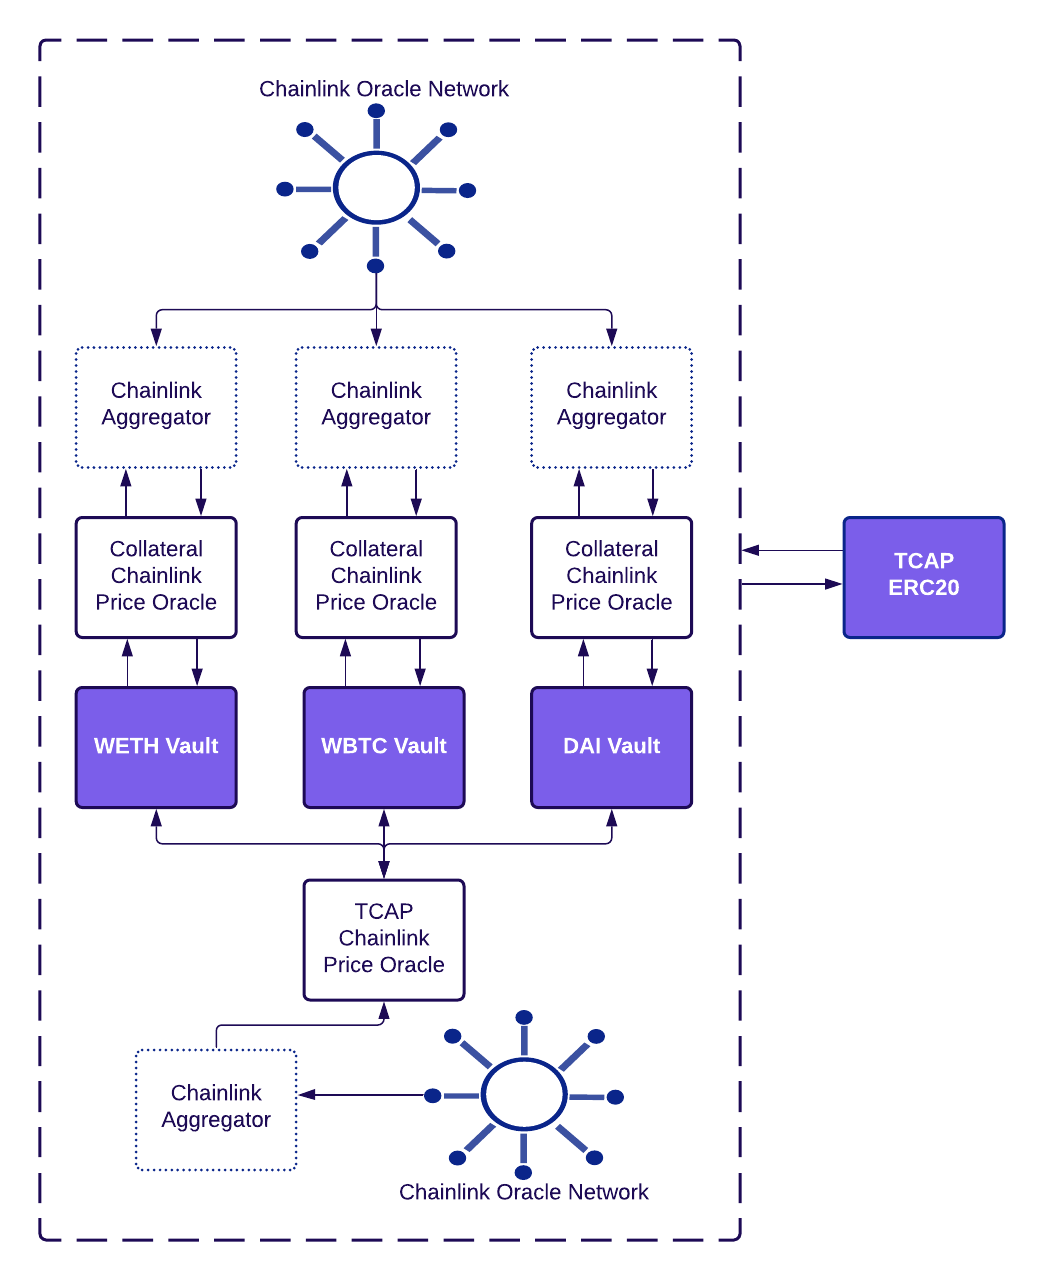 Chainlink Oracle Network
Chainlink
Aggregator
Chainlink
Aggregator
Chainlink
Aggregator
Collateral
Chainlink
Price Oracle
Collateral
Chainlink
Price Oracle
Collateral
Chainlink
Price Oracle
TCAP
ERC20
WETH Vault
WBTC Vault
DAI Vault
TCAP
Chainlink
Price Oracle
Chainlink
Aggregator
Chainlink Oracle Network